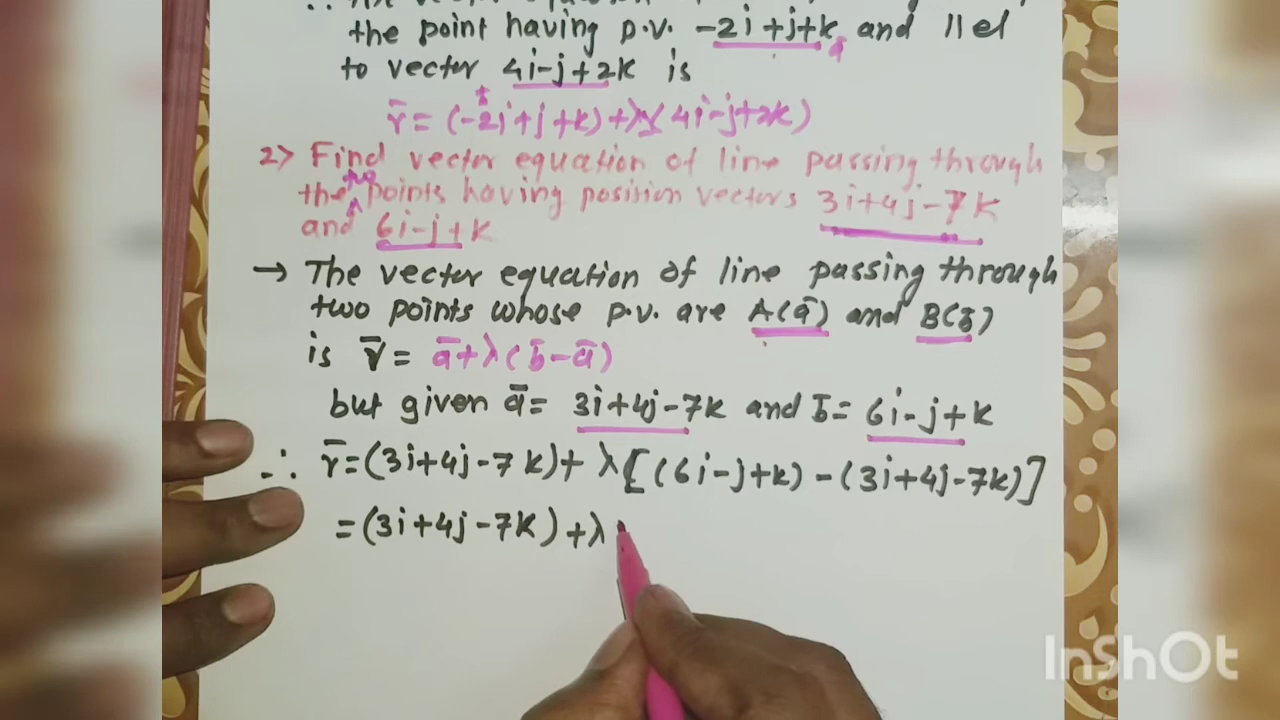 the point having p.v. -2i+j+k, and ||el
ā
to vector 4i-j+2k is
r̄ = (-2i+j+k)+λ(4i-j+2k)
2> Find vector equation of line passing through
the two points having position vectors 3i+4j-7k
and 6i-j+k
→ The vector equation of line passing through
two points whose p.v. are A(ā) and B(b̄)
is r̄ = ā+λ(b̄-ā)
but given ā = 3i+4j-7k and b̄ = 6i-j+k
∴ r̄ = (3i+4j-7k)+ λ[(6i-j+k) - (3i+4j-7k)]
= (3i+4j-7k) + λ
InShOt